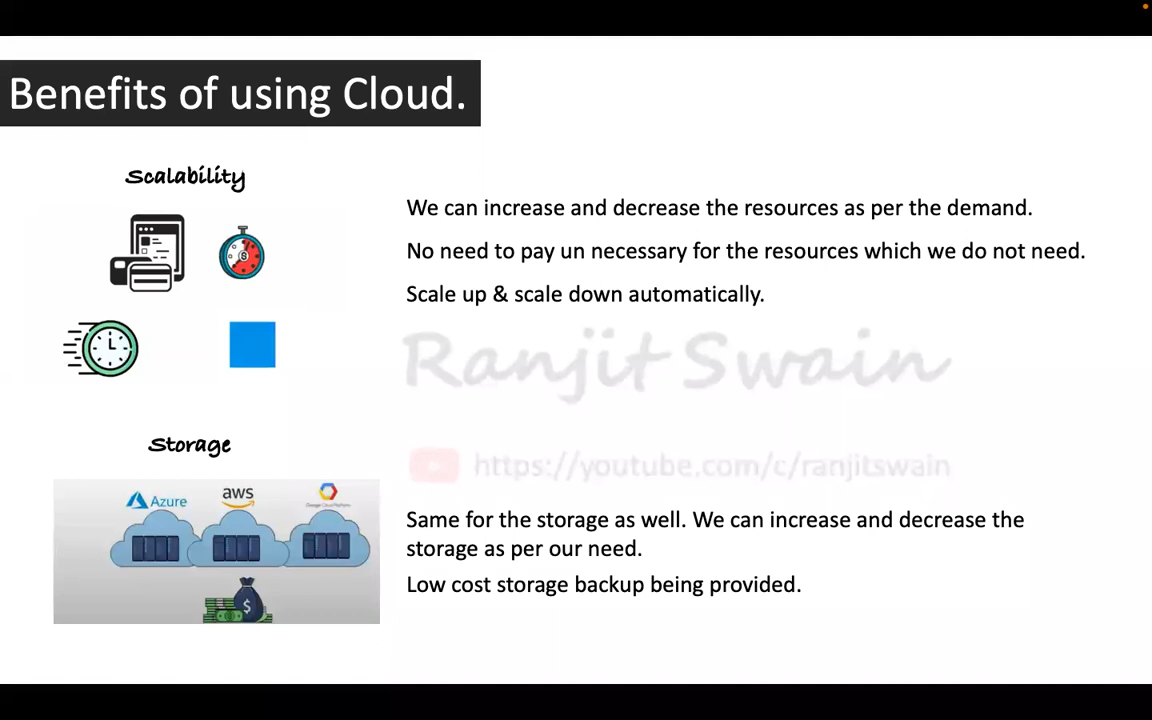 Benefits of using Cloud.
Scalability
We can increase and decrease the resources as per the demand.
No need to pay un necessary for the resources which we do not need.
Scale up & scale down automatically.
Ranjit Swain
https://youtube.com/c/ranjitswain
Storage
Azure
aws
Google Cloud Platform
Same for the storage as well. We can increase and decrease the
storage as per our need.
Low cost storage backup being provided.